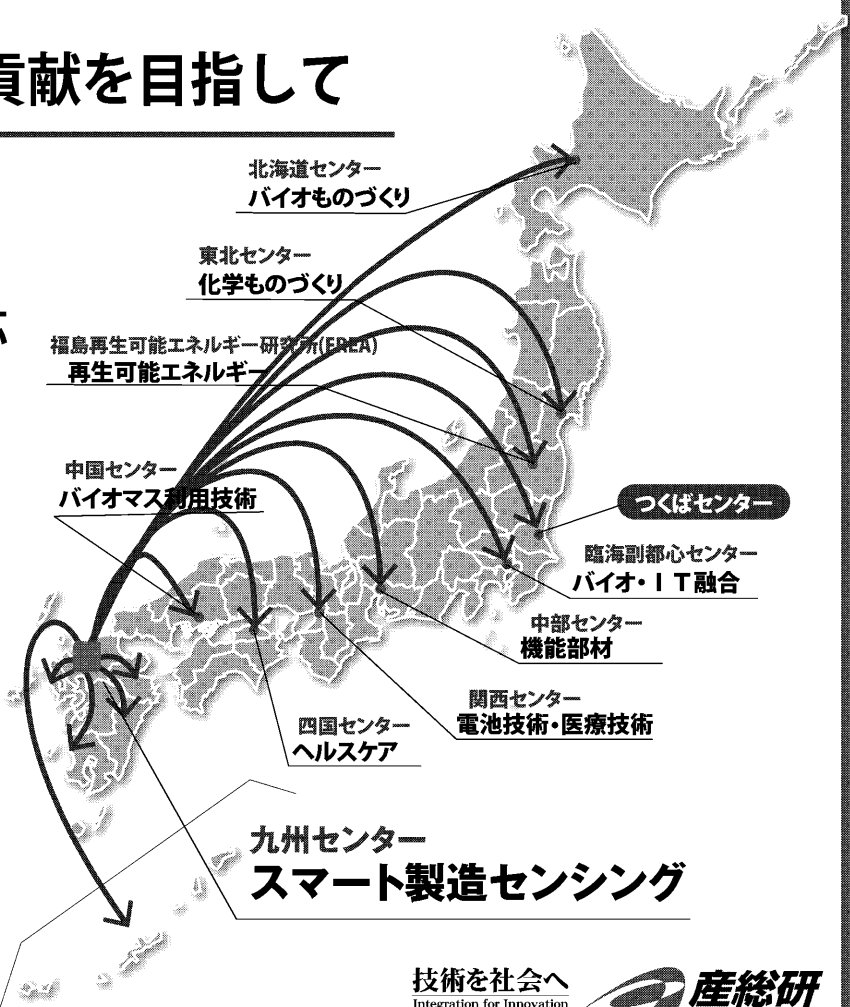 貢献を目指して
北海道センター
バイオものづくり
東北センター
化学ものづくり
福島再生可能エネルギー研究所(FREA)
再生可能エネルギー
中国センター
バイオマス利用技術
つくばセンター
臨海副都心センター
バイオ・ＩＴ融合
中部センター
機能部材
関西センター
電池技術・医療技術
四国センター
ヘルスケア
九州センター
スマート製造センシング
技術を社会へ
Integration for Innovation
産総研